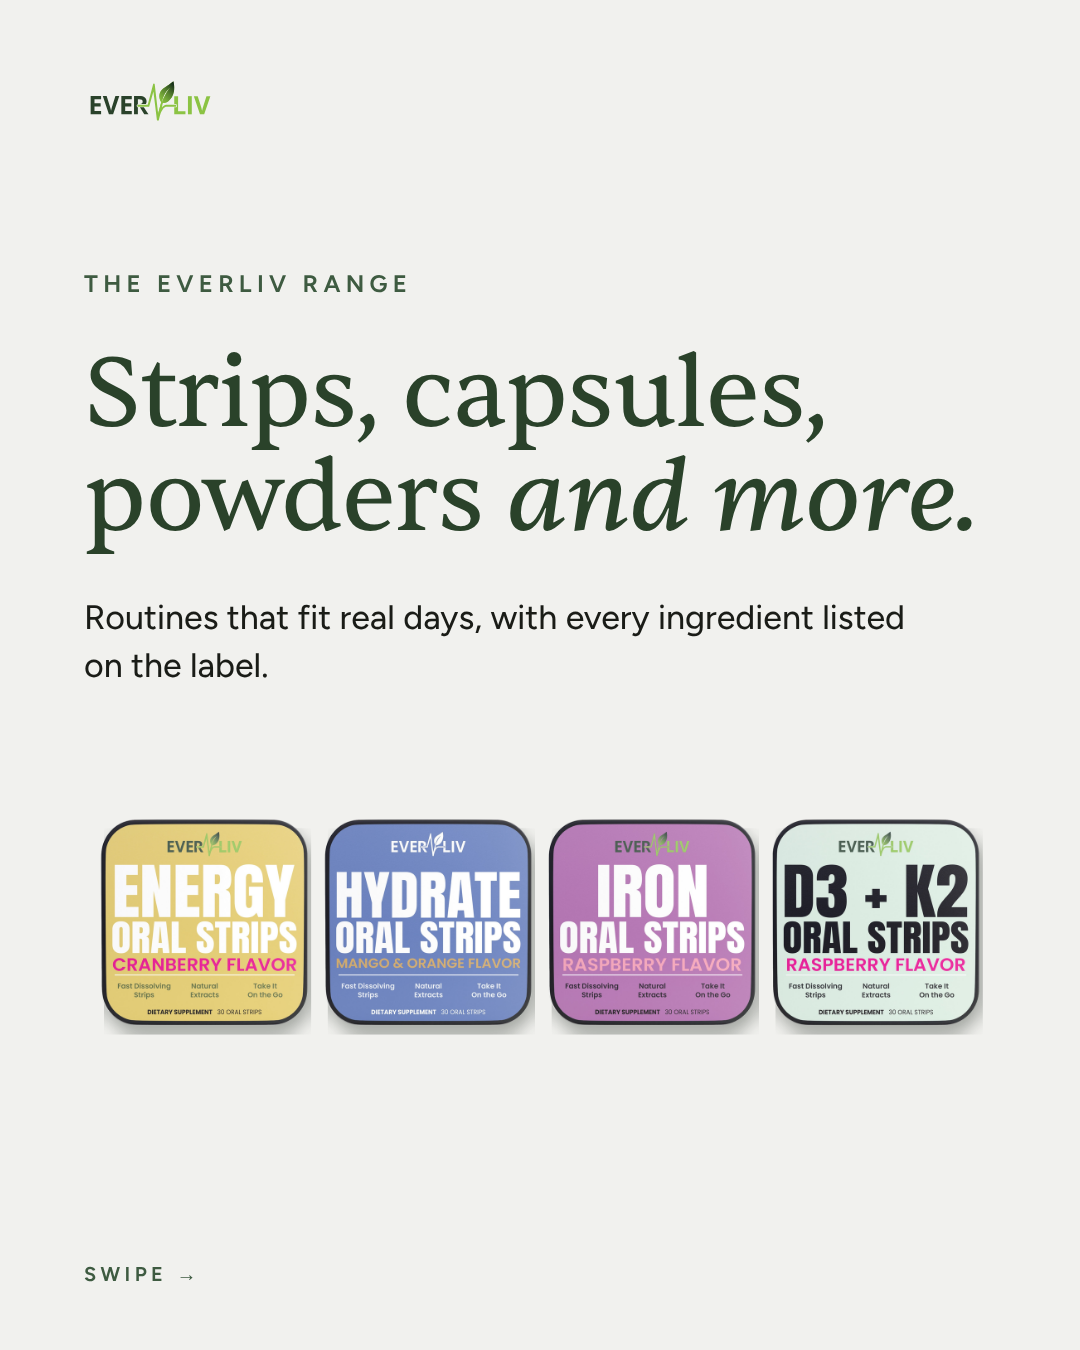 EVERLIV
THE EVERLIV RANGE
Strips, capsules,
powders and more.
Routines that fit real days, with every ingredient listed
on the label.
EVERLIV
ENERGY
ORAL STRIPS
CRANBERRY FLAVOR
Fast Dissolving Strips
Natural Extracts
Take It On the Go
DIETARY SUPPLEMENT 30 ORAL STRIPS
EVERLIV
HYDRATE
ORAL STRIPS
MANGO & ORANGE FLAVOR
Fast Dissolving Strips
Natural Extracts
Take It On the Go
DIETARY SUPPLEMENT 30 ORAL STRIPS
EVERLIV
IRON
ORAL STRIPS
RASPBERRY FLAVOR
Fast Dissolving Strips
Natural Extracts
Take It On the Go
DIETARY SUPPLEMENT 30 ORAL STRIPS
EVERLIV
D3 + K2
ORAL STRIPS
RASPBERRY FLAVOR
Fast Dissolving Strips
Natural Extracts
Take It On the Go
DIETARY SUPPLEMENT 30 ORAL STRIPS
SWIPE →